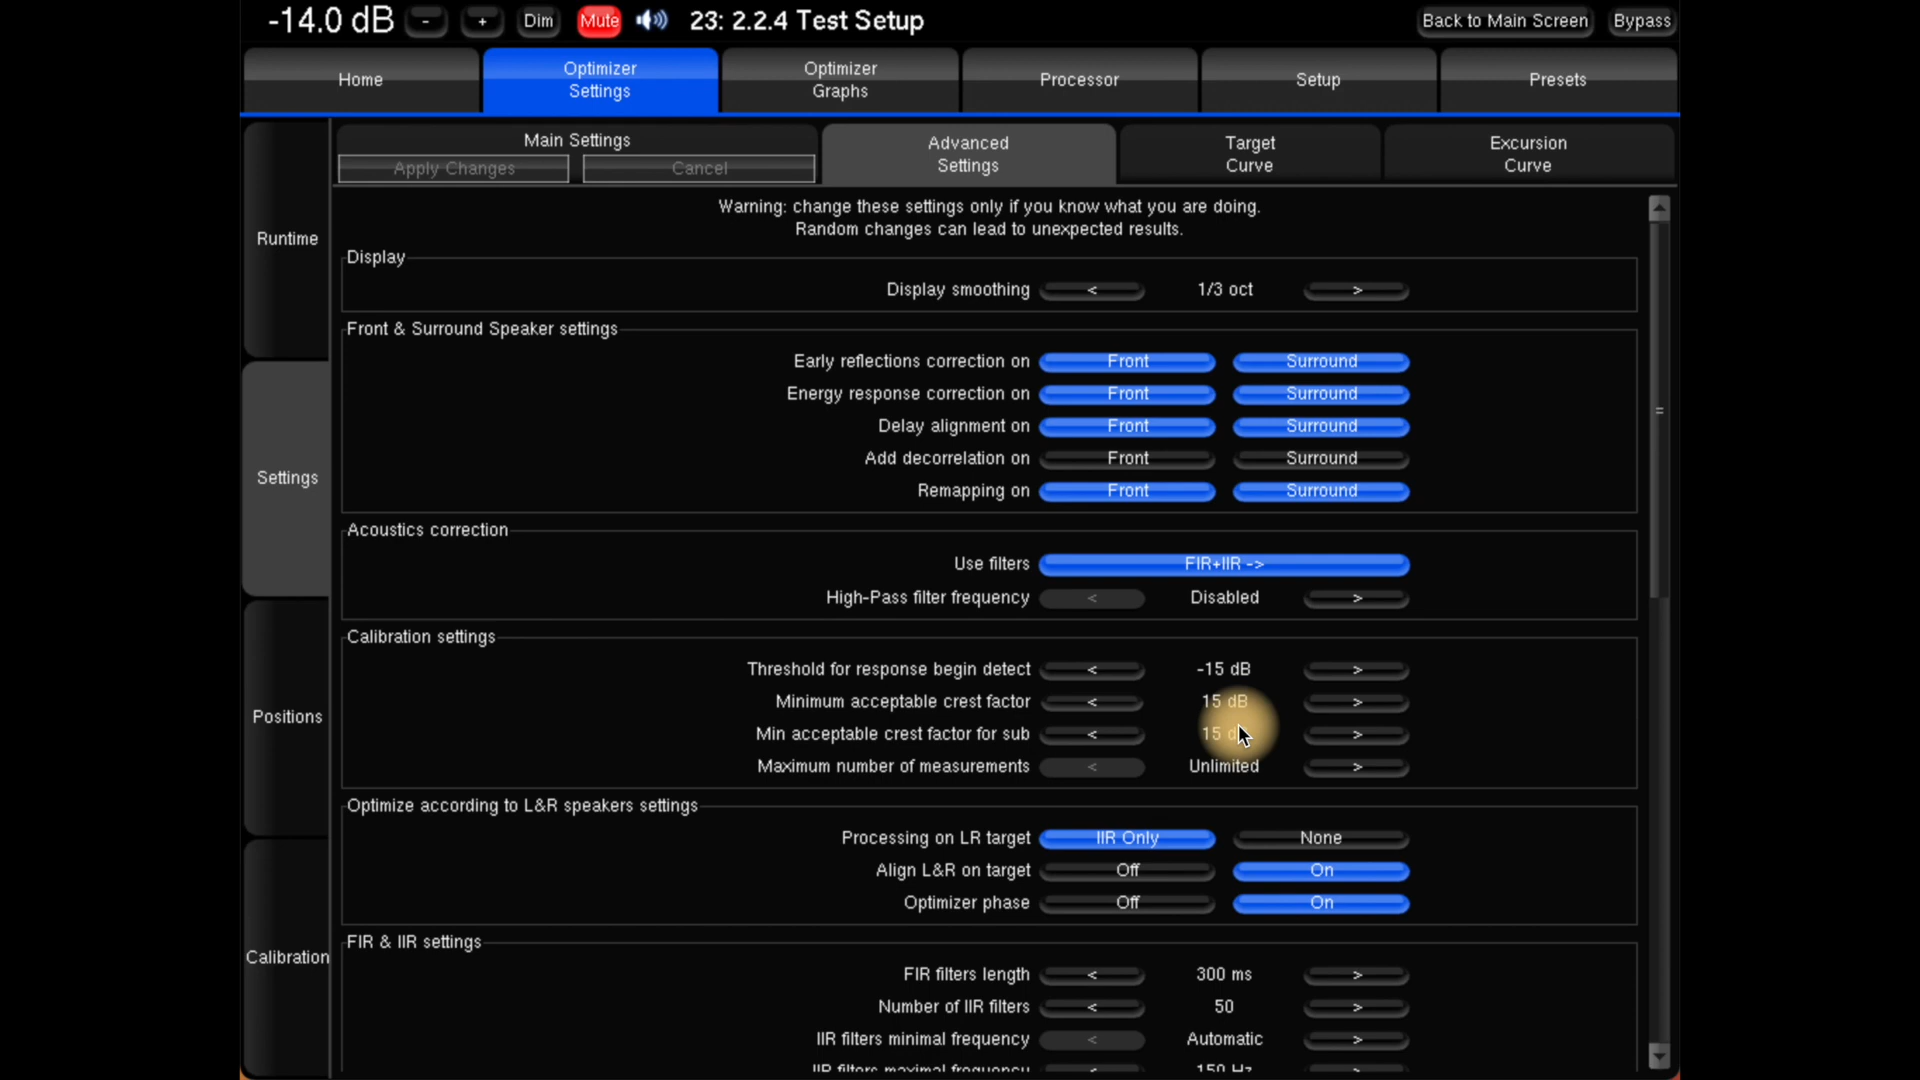 -14.0 dB - + Dim Mute 23: 2.2.4 Test Setup Back to Main Screen Bypass
Home
Optimizer
Settings
Optimizer
Graphs
Processor
Setup
Presets
Runtime
Settings
Positions
Calibration
Main Settings
Apply Changes Cancel
Advanced
Settings
Target
Curve
Excursion
Curve
Warning: change these settings only if you know what you are doing.
Random changes can lead to unexpected results.
Display
Display smoothing < 1/3 oct >
Front & Surround Speaker settings
Early reflections correction on Front Surround
Energy response correction on Front Surround
Delay alignment on Front Surround
Add decorrelation on Front Surround
Remapping on Front Surround
Acoustics correction
Use filters FIR+IIR ->
High-Pass filter frequency < Disabled >
Calibration settings
Threshold for response begin detect < -15 dB >
Minimum acceptable crest factor < 15 dB >
Min acceptable crest factor for sub < 15 >
Maximum number of measurements < Unlimited >
Optimize according to L&R speakers settings
Processing on LR target IIR Only None
Align L&R on target Off On
Optimizer phase Off On
FIR & IIR settings
FIR filters length < 300 ms >
Number of IIR filters < 50 >
IIR filters minimal frequency < Automatic >
IIR filters maximal frequency 150 Hz